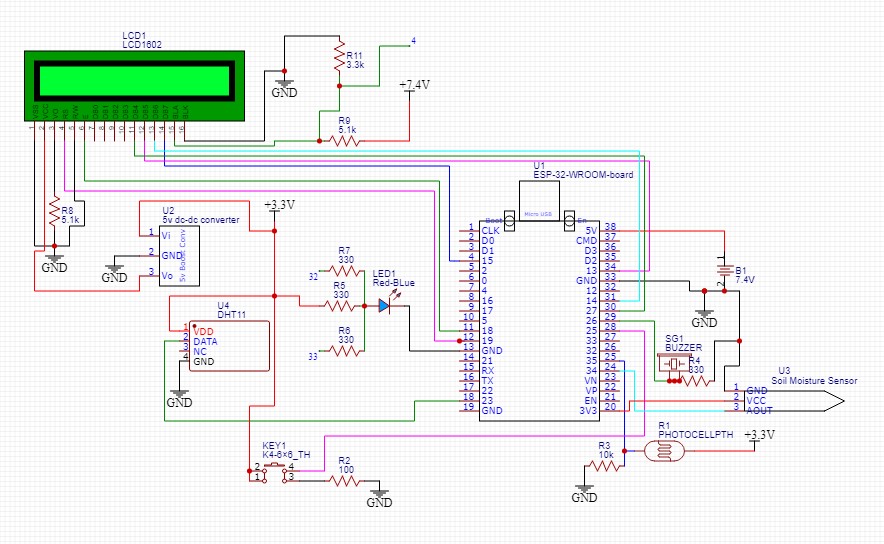 LCD1
LCD1602
VSS
VCC
VO
RS
R/W
E
DB0
DB1
DB2
DB3
DB4
DB5
DB6
DB7
BLA
BLK
1
2
3
4
5
6
7
8
9
10
11
12
13
14
15
16
R11
3.3k
4
GND
+7.4V
R9
5.1k
U1
ESP-32-WROOM-board
Micro USB
Boot
En
1 CLK
2 D0
3 D1
4 15
5 2
6 0
7 4
8 16
9 17
10 5
11 18
12 19
13 GND
14 21
15 RX
16 TX
17 22
18 23
19 GND
5V 38
CMD 37
D3 36
D2 35
13 34
GND 33
12 32
14 31
27 30
26 29
25 28
33 27
32 26
35 25
34 24
VN 23
VP 22
EN 21
3V3 20
R8
5.1k
GND
U2
5v dc-dc converter
1 Vi
2 GND
3 Vo
5v Boost Conv
GND
+3.3V
R7
330
32
R5
330
R6
330
33
LED1
Red-BLue
U4
DHT11
1 VDD
2 DATA
3 NC
4 GND
GND
KEY1
K4-6×6_TH
2 4
1 3
R2
100
GND
1
B1
7.4V
2
GND
SG1
BUZZER
R4
330
U3
Soil Moisture Sensor
1 GND
2 VCC
3 AOUT
R1
PHOTOCELLPTH
+3.3V
R3
10k
GND